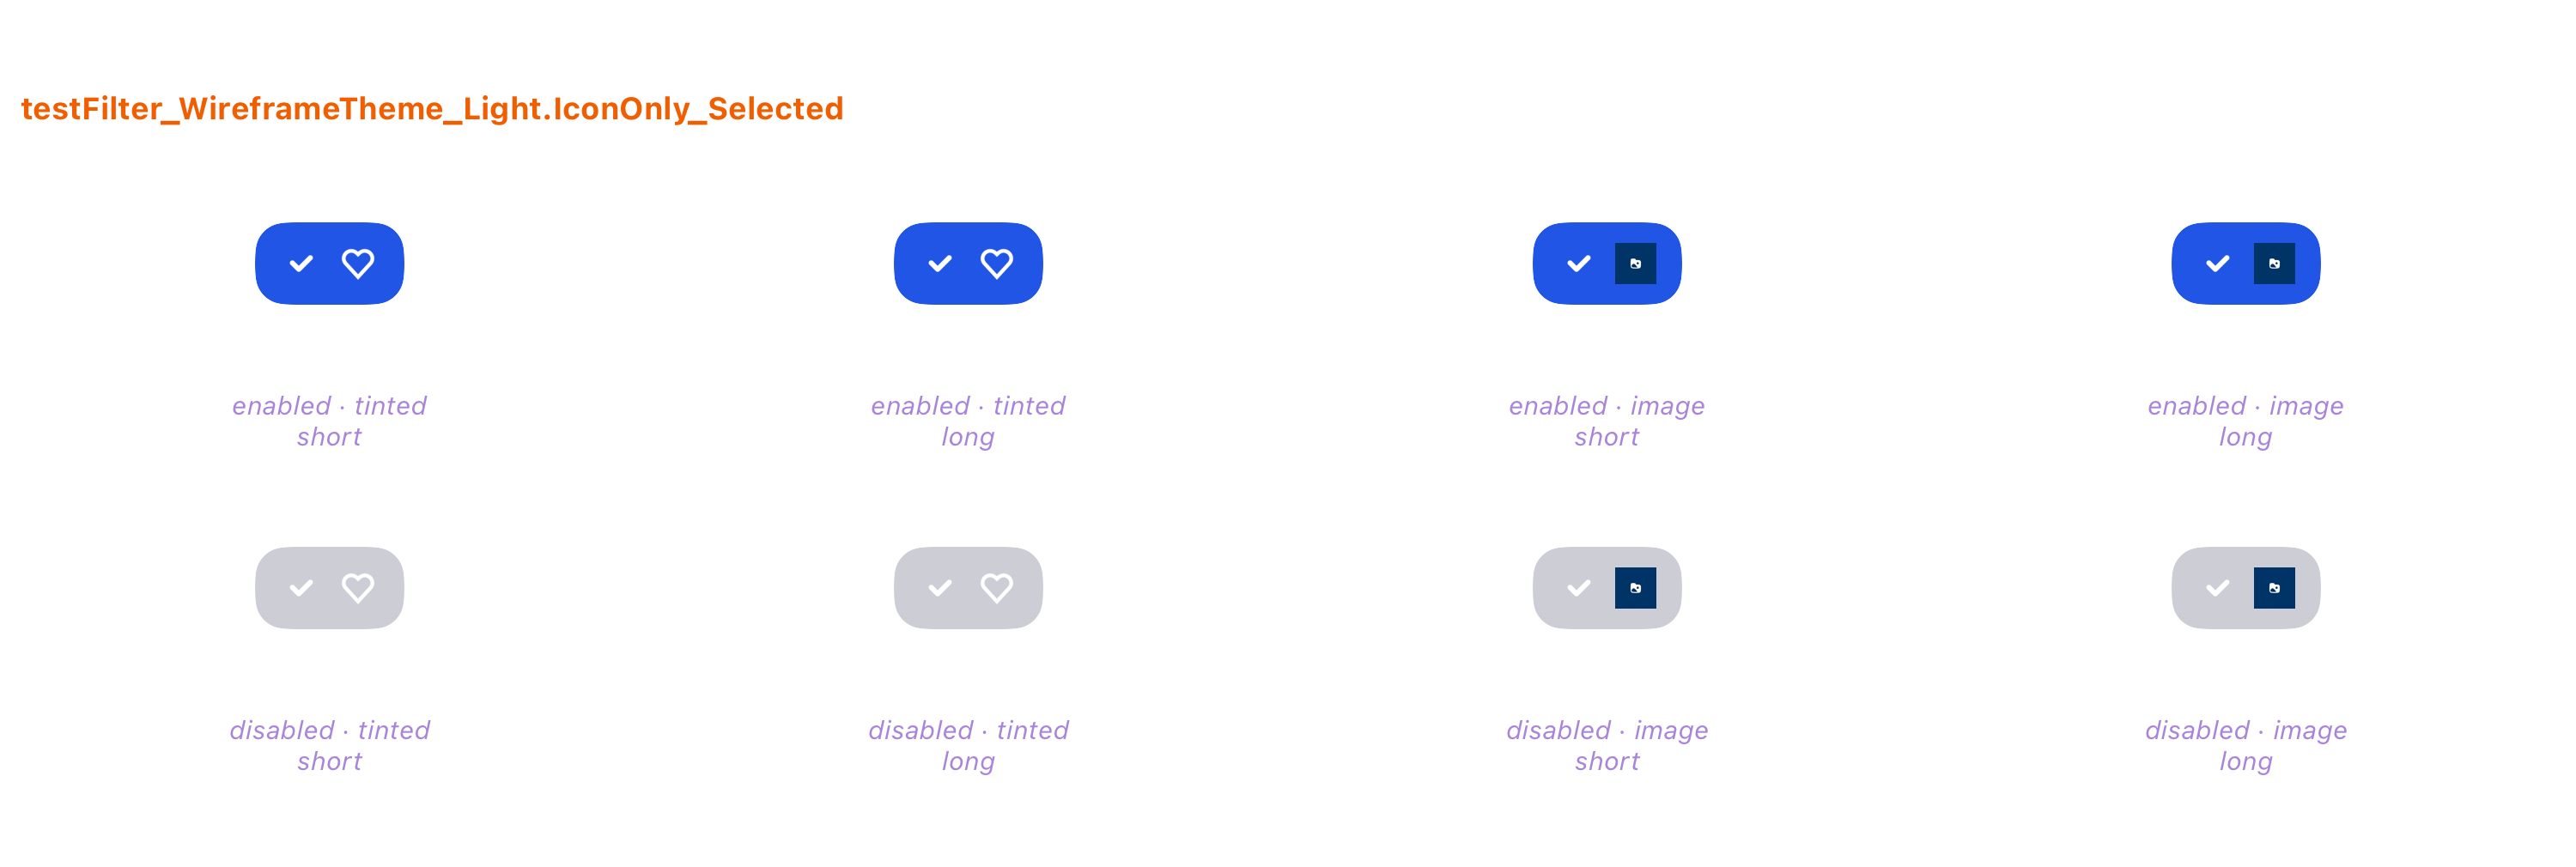 testFilter_WireframeTheme_Light.IconOnly_Selected
enabled · tinted
short
enabled · tinted
long
enabled · image
short
enabled · image
long
disabled · tinted
short
disabled · tinted
long
disabled · image
short
disabled · image
long